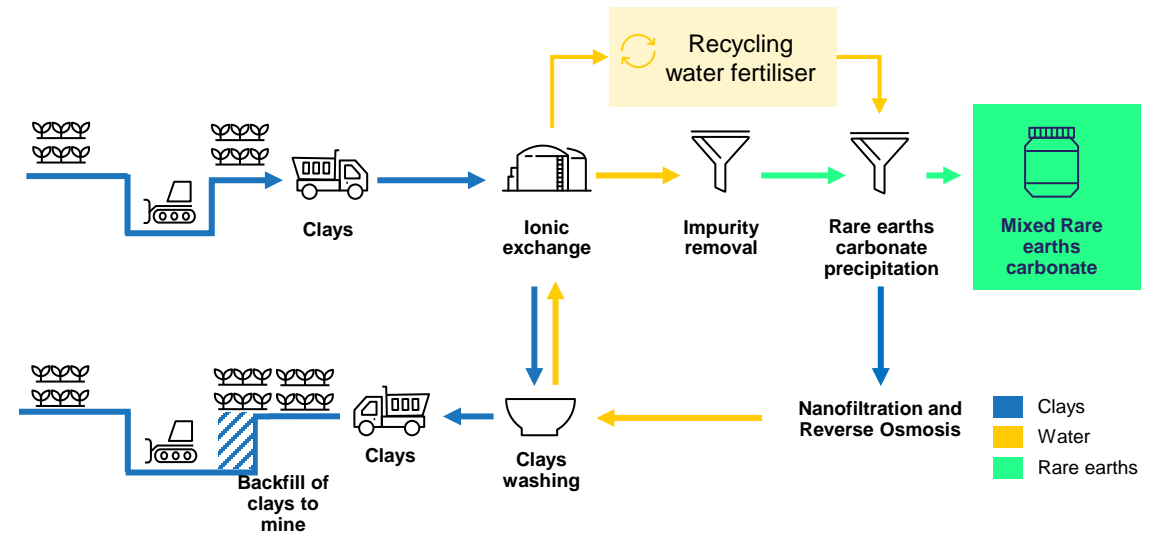 Recycling
water fertiliser
Clays
Ionic
exchange
Impurity
removal
Rare earths
carbonate
precipitation
Mixed Rare
earths
carbonate
Backfill of
clays to
mine
Clays
Clays
washing
Nanofiltration and
Reverse Osmosis
Clays
Water
Rare earths